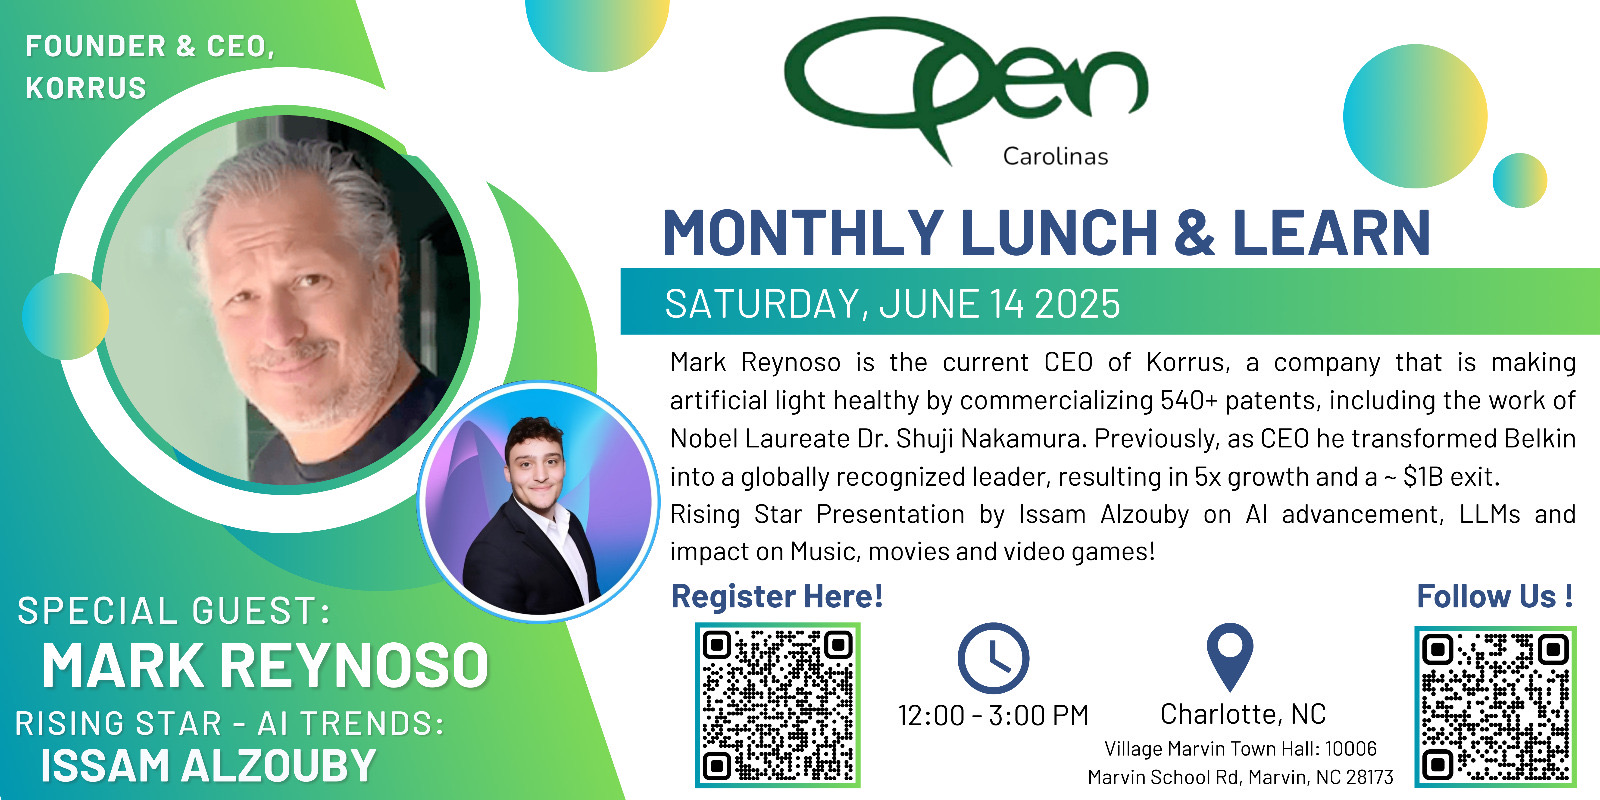 FOUNDER & CEO,
KORRUS
Open
Carolinas
MONTHLY LUNCH & LEARN
SATURDAY, JUNE 14 2025
Mark Reynoso is the current CEO of Korrus, a company that is making
artificial light healthy by commercializing 540+ patents, including the work of
Nobel Laureate Dr. Shuji Nakamura. Previously, as CEO he transformed Belkin
into a globally recognized leader, resulting in 5x growth and a ~ $1B exit.
Rising Star Presentation by Issam Alzouby on AI advancement, LLMs and
impact on Music, movies and video games!
SPECIAL GUEST:
MARK REYNOSO
RISING STAR - AI TRENDS:
ISSAM ALZOUBY
Register Here!
12:00 - 3:00 PM
Charlotte, NC
Village Marvin Town Hall: 10006
Marvin School Rd, Marvin, NC 28173
Follow Us !